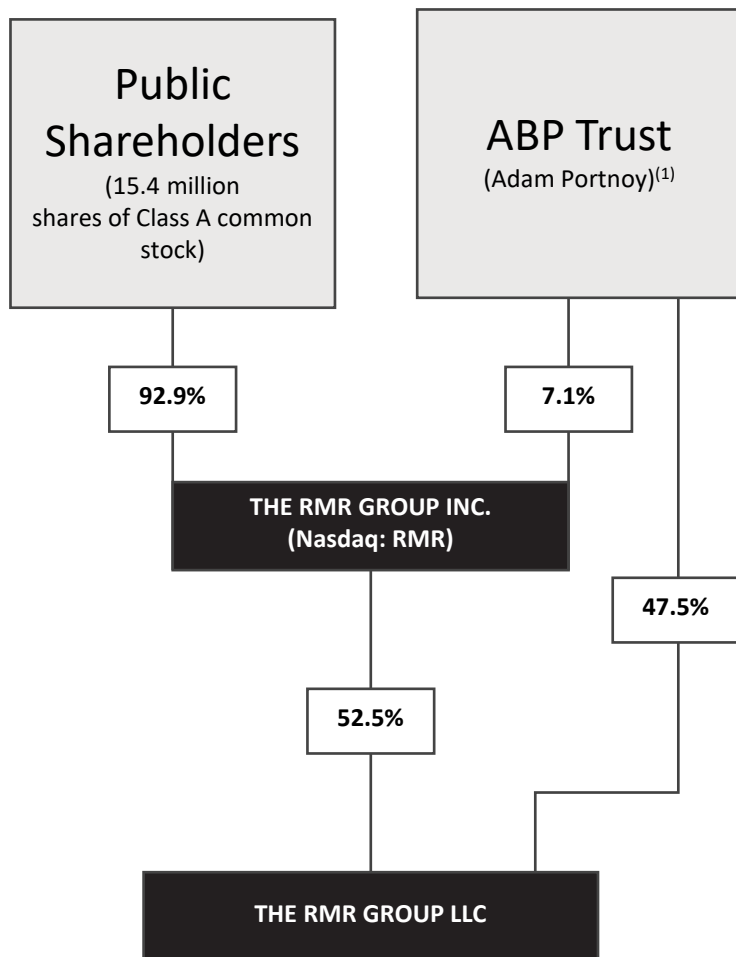 Public
Shareholders
(15.4 million
shares of Class A common
stock)
ABP Trust
(Adam Portnoy)(1)
92.9%
7.1%
THE RMR GROUP INC.
(Nasdaq: RMR)
47.5%
52.5%
THE RMR GROUP LLC